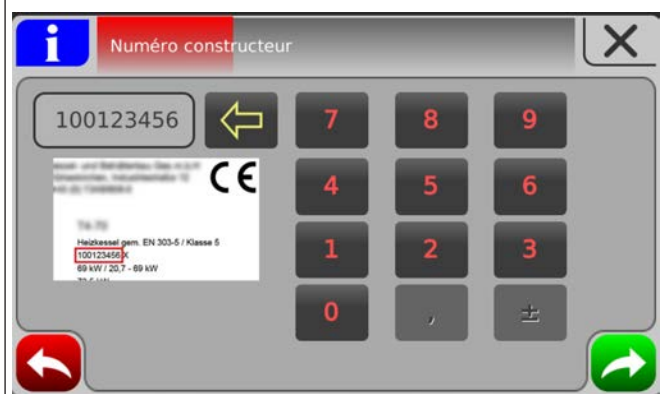 i
Numéro constructeur
100123456
7 8 9
CE
4 5 6
Heizkessel gem. EN 303-5 / Klasse 5
100123456 X
69 kW / 20,7 - 69 kW
1 2 3
0 , ±